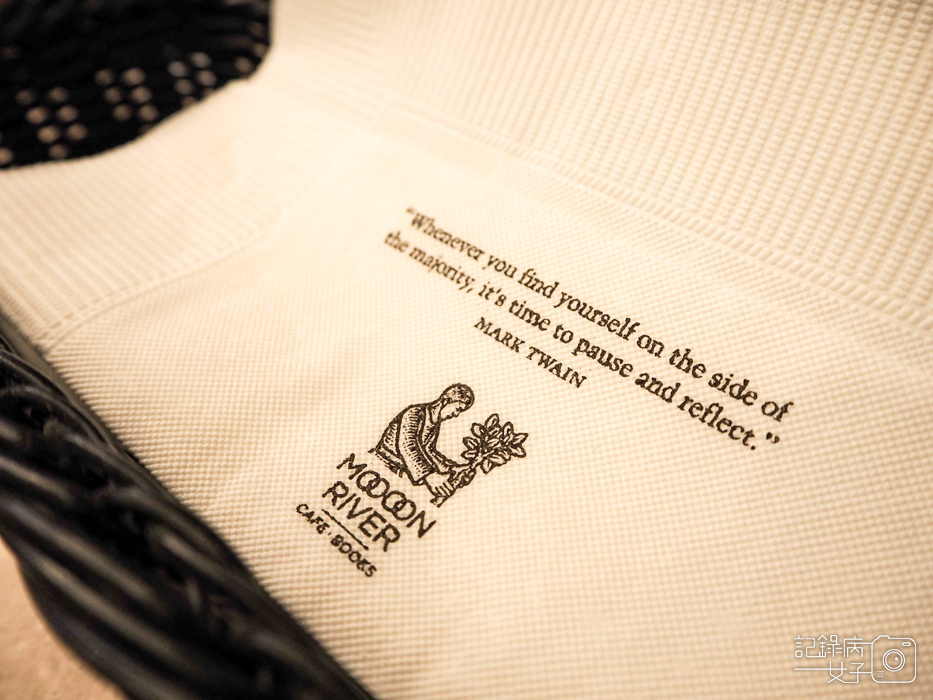 “Whenever you find yourself on the side of
the majority, it's time to pause and reflect.”
MARK TWAIN
MOOOON
RIVER
CAFE · BOOKS
記錄病
女子